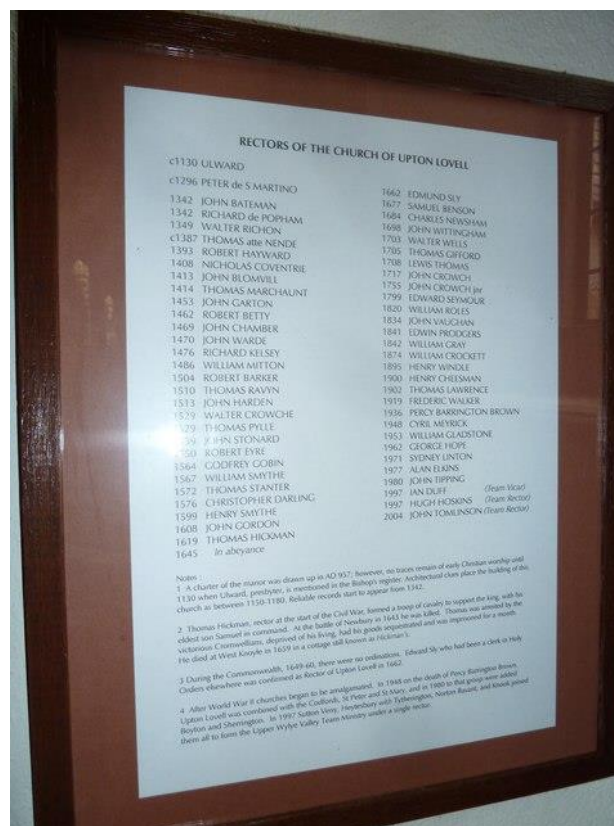 RECTORS OF THE CHURCH OF UPTON LOVELL
c1130 ULWARD
c1296 PETER de S MARTINO
1342 JOHN BATEMAN
1342 RICHARD de POPHAM
1349 WALTER RICHON
c1387 THOMAS atte NENDE
1393 ROBERT HAYWARD
1408 NICHOLAS COVENTRIE
1413 JOHN BLOMVILL
1414 THOMAS MARCHAUNT
1453 JOHN GARTON
1462 ROBERT BETTY
1469 JOHN CHAMBER
1470 JOHN WARDE
1476 RICHARD KELSEY
1486 WILLIAM MITTON
1504 ROBERT BARKER
1510 THOMAS RAVYN
1513 JOHN HARDEN
1529 WALTER CROWCHE
THOMAS PYLLE
JOHN STONARD
ROBERT EYRE
1564 GODFREY GOBIN
1567 WILLIAM SMYTHE
1572 THOMAS STANTER
1576 CHRISTOPHER DARLING
1599 HENRY SMYTHE
1608 JOHN GORDON
1619 THOMAS HICKMAN
1645 In abeyance
1662 EDMUND SLY
1677 SAMUEL BENSON
1684 CHARLES NEWSHAM
1698 JOHN WITTINGHAM
1703 WALTER WELLS
1705 THOMAS GIFFORD
1708 LEWIS THOMAS
1717 JOHN CROWCH
1755 JOHN CROWCH jnr
1799 EDWARD SEYMOUR
1820 WILLIAM ROLES
1834 JOHN VAUGHAN
1841 EDWIN PRODGERS
1842 WILLIAM GRAY
1874 WILLIAM CROCKETT
1895 HENRY WINDLE
1900 HENRY CHEESMAN
1902 THOMAS LAWRENCE
1919 FREDERIC WALKER
1936 PERCY BARRINGTON BROWN
1948 CYRIL MEYRICK
1953 WILLIAM GLADSTONE
1962 GEORGE HOPE
1971 SYDNEY LINTON
1977 ALAN ELKINS
1980 JOHN TIPPING
1997 IAN DUFF (Team Vicar)
1997 HUGH HOSKINS (Team Rector)
2004 JOHN TOMLINSON (Team Rector)
Notes
1 A charter of the manor was drawn up in AD 957; however, no traces remain of early Christian worship until
1130 when Ulward, presbyter, is mentioned in the Bishop's register. Architectural clues place the building of this
church as between 1150-1180. Reliable records start to appear from 1342.
2 Thomas Hickman, rector at the start of the Civil War, formed a troop of cavalry to support the king, with his
eldest son Samuel in command. At the battle of Newbury in 1643 he was killed. Thomas was arrested by the
victorious Cromwellians, deprived of his living, had his goods sequestrated and was imprisoned for a month.
He died at West Knoyle in 1659 in a cottage still known as Hickman's.
3 During the Commonwealth, 1649-60, there were no ordinations. Edward Sly who had been a clerk in Holy
Orders elsewhere was confirmed as Rector of Upton Lovell in 1662.
4 After World War II churches began to be amalgamated. In 1948 on the death of Percy Barrington Brown
Upton Lovell was combined with the Codfords, St Peter and St Mary, and in 1980 to that group were added
Boyton and Sherrington. In 1997 Sutton Veny, Heytesbury with Tytherington, Norton Bavant, and Knook joined
them all to form the Upper Wylye Valley Team Ministry under a single rector.